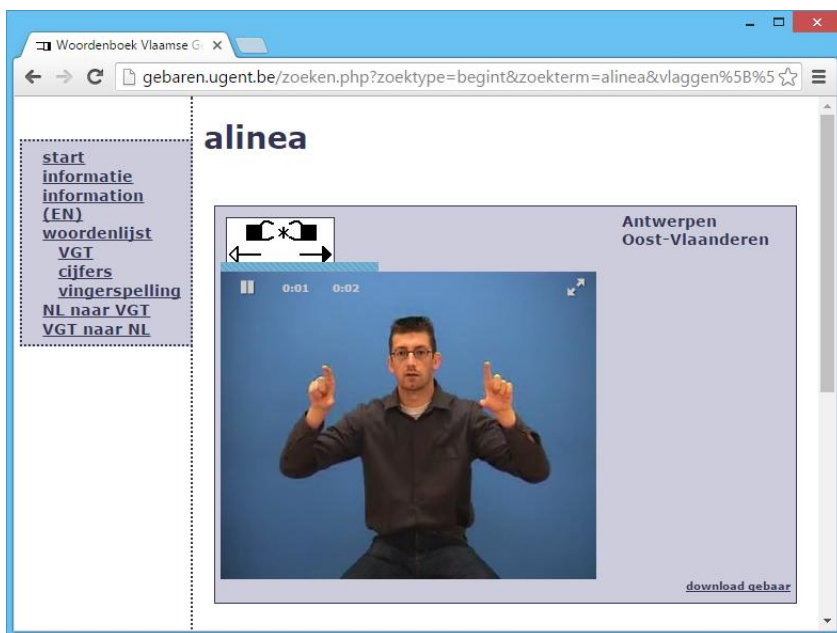 Woordenboek Vlaamse G
gebaren.ugent.be/zoeken.php?zoektype=begint&zoekterm=alinea&vlaggen%5B%5
alinea
start
informatie
information
(EN)
woordenlijst
VGT
cijfers
vingerspelling
NL naar VGT
VGT naar NL
Antwerpen
Oost-Vlaanderen
0:01 0:02
download gebaar